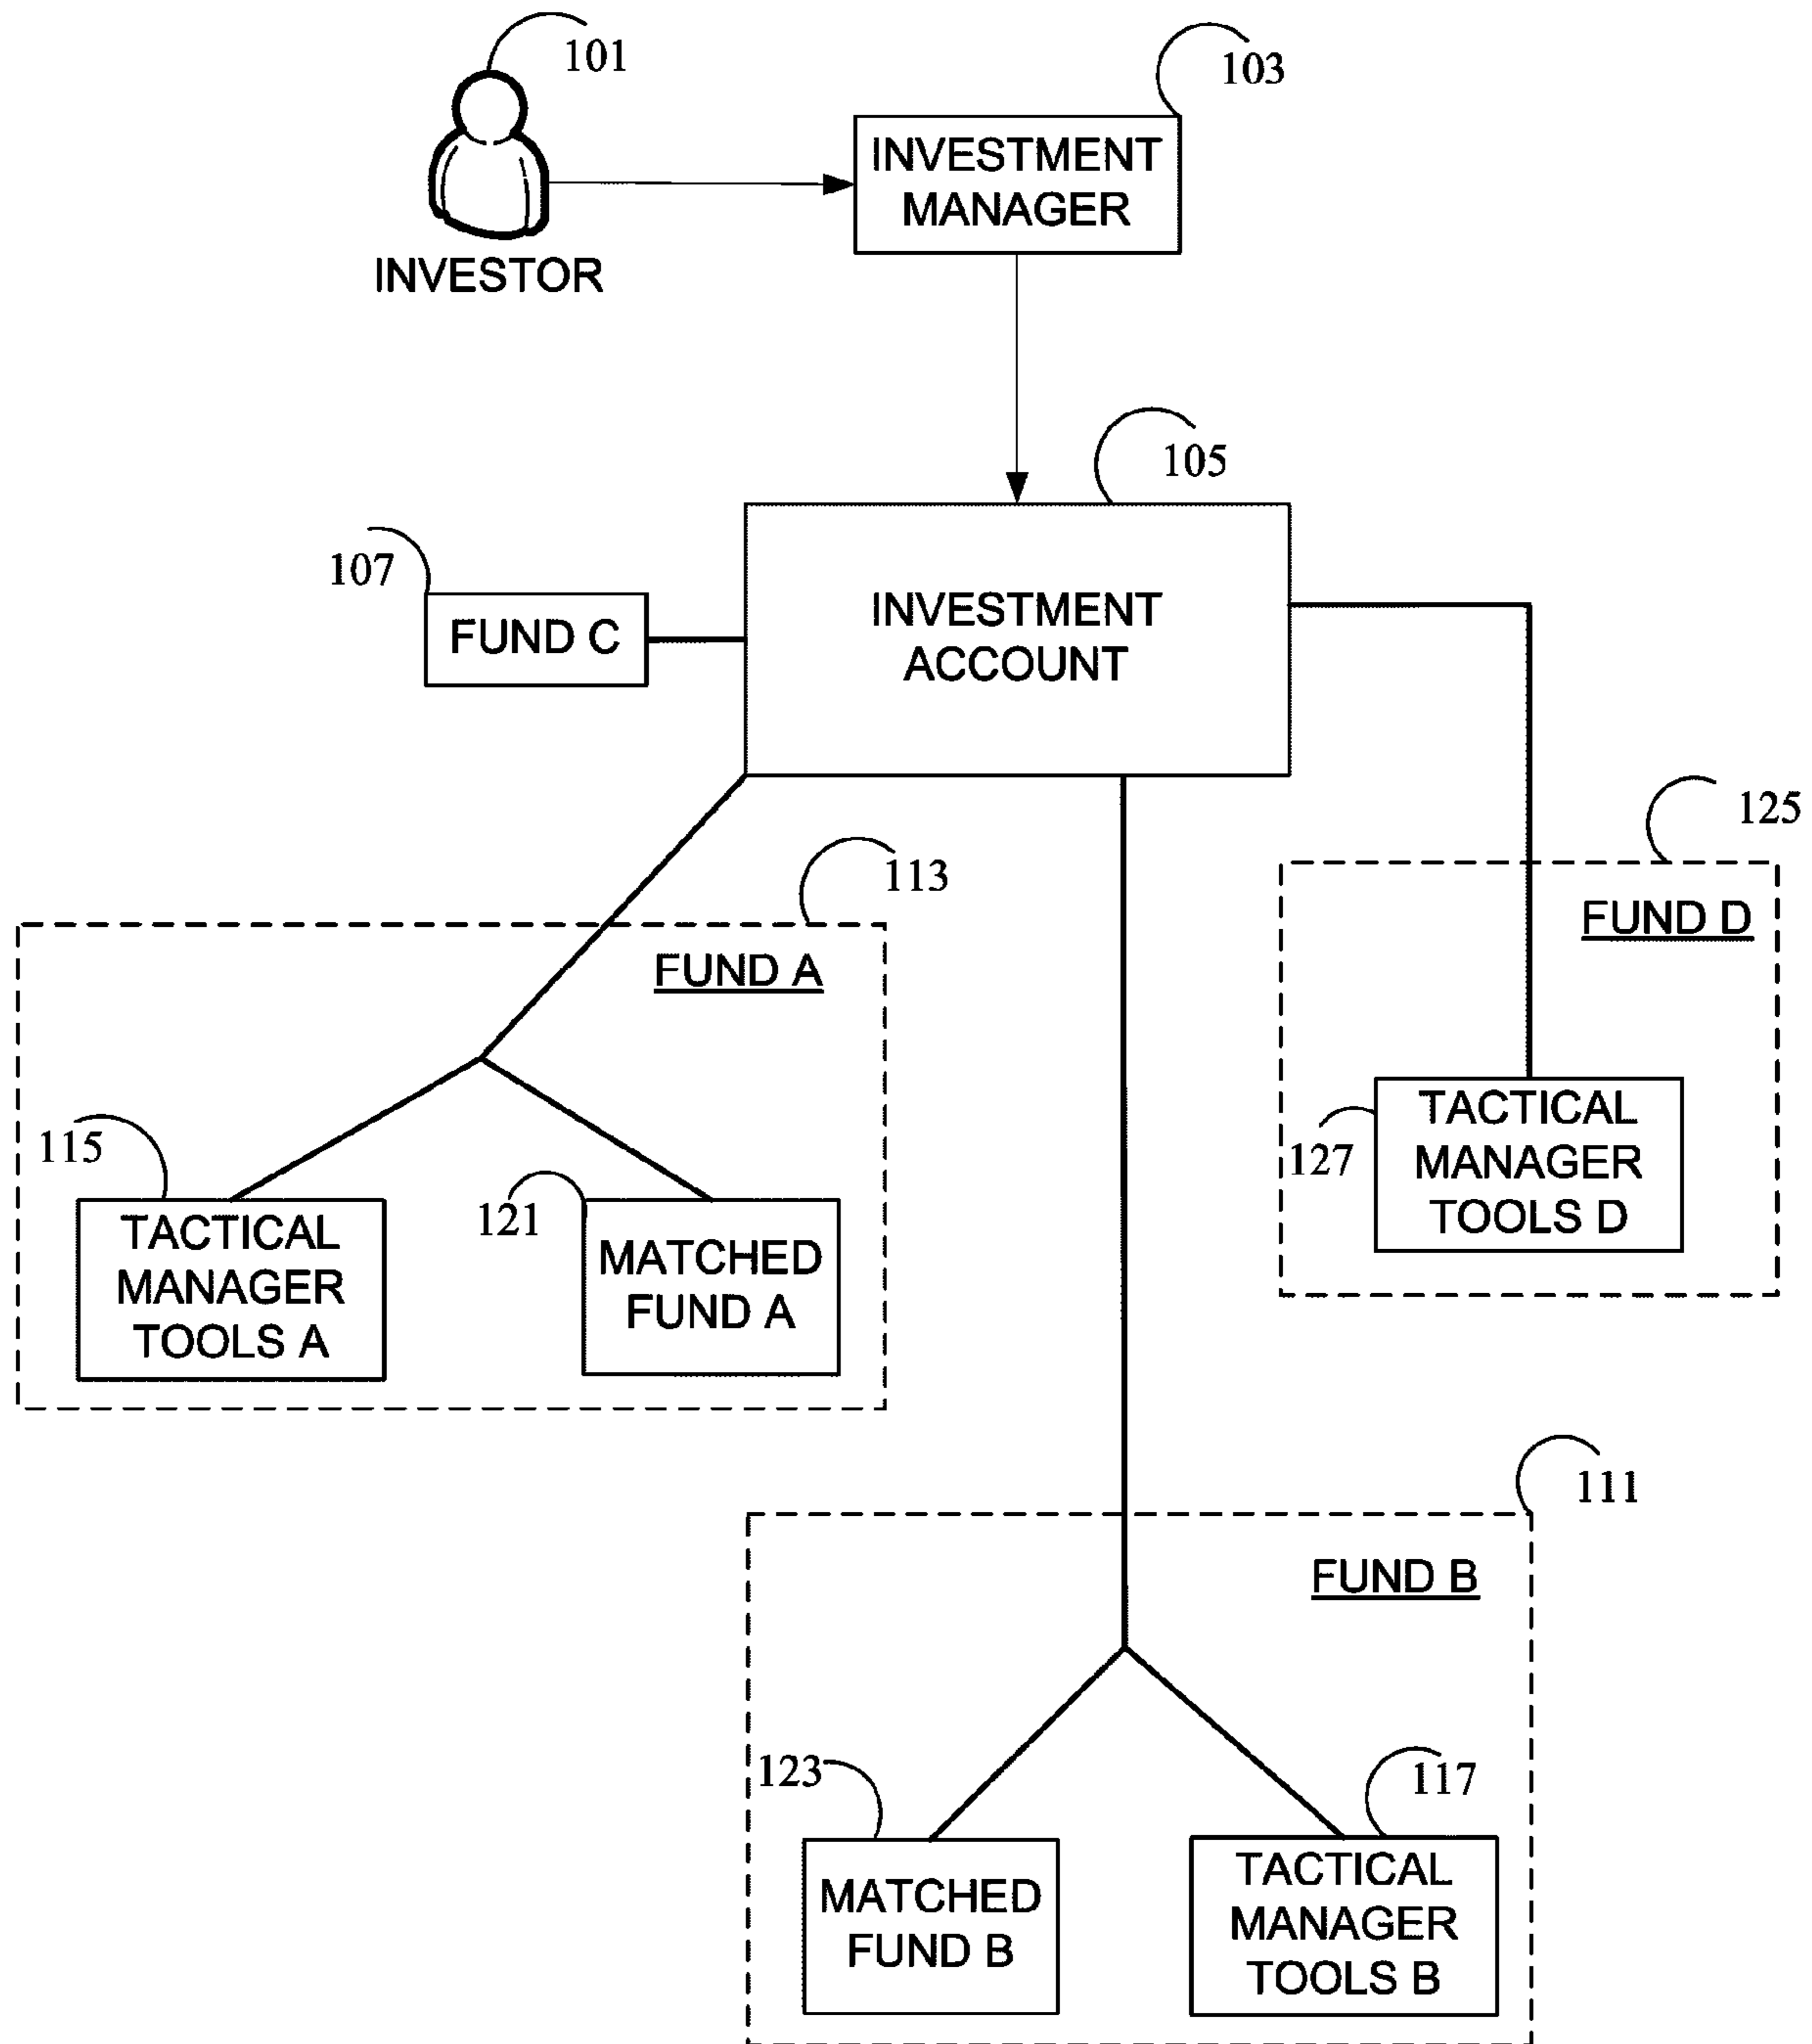 101
103
INVESTMENT
MANAGER
INVESTOR
105
107
FUND C
INVESTMENT
ACCOUNT
125
113
FUND D
FUND A
115
121
127
TACTICAL
MANAGER
TOOLS D
TACTICAL
MANAGER
TOOLS A
MATCHED
FUND A
111
FUND B
123
117
MATCHED
FUND B
TACTICAL
MANAGER
TOOLS B